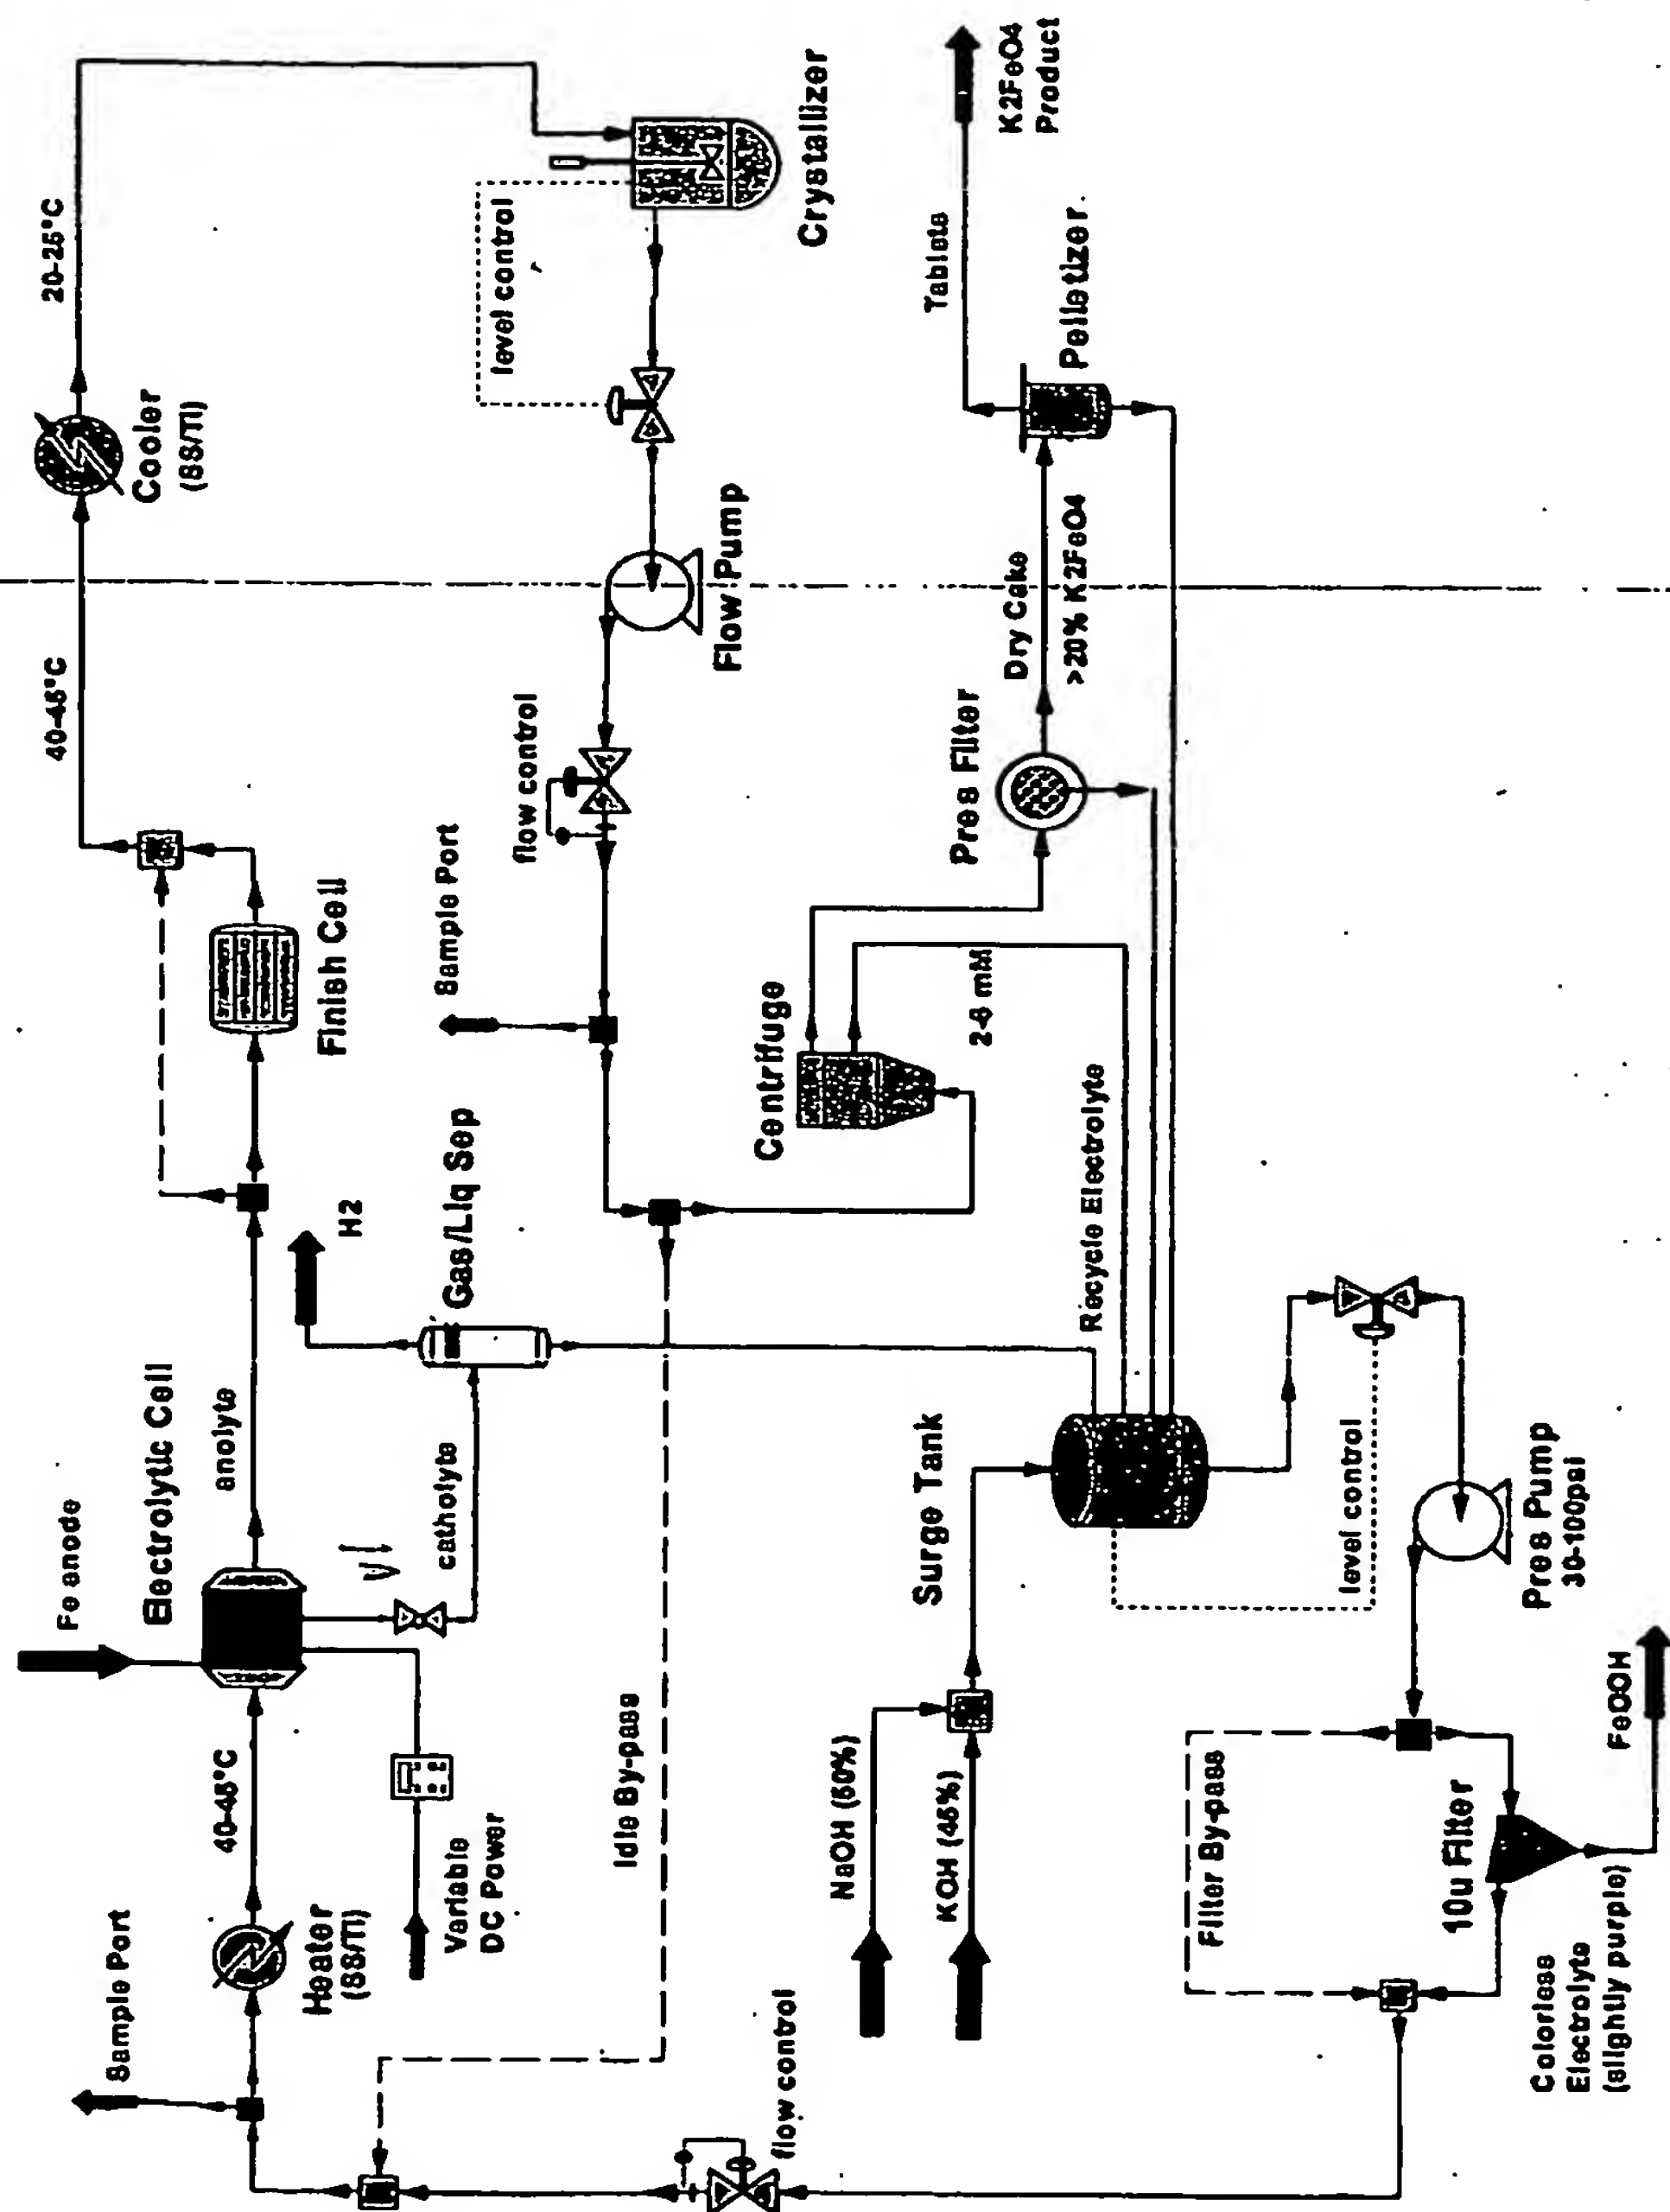 Sample Port
Heater
(SS/Ti)
40-45°C
Variable
DC Power
Fe anode
Electrolytic Cell
anolyte
catholyte
Gas/Liq Sep
H2
Finish Cell
40-45°C
Cooler
(SS/Ti)
20-25°C
Sample Port
flow control
Flow Pump
level control
Crystallizer
Idle By-pass
flow control
NaOH (50%)
KOH (45%)
Surge Tank
Recycle Electrolyte
Centrifuge
2-6 mM
Pres Filter
Dry Cake
>20% K2FeO4
Pelletizer
Tablets
K2FeO4
Product
level control
Pres Pump
30-100psi
Filter By-pass
10u Filter
Colorless
Electrolyte
(slightly purple)
FeOOH